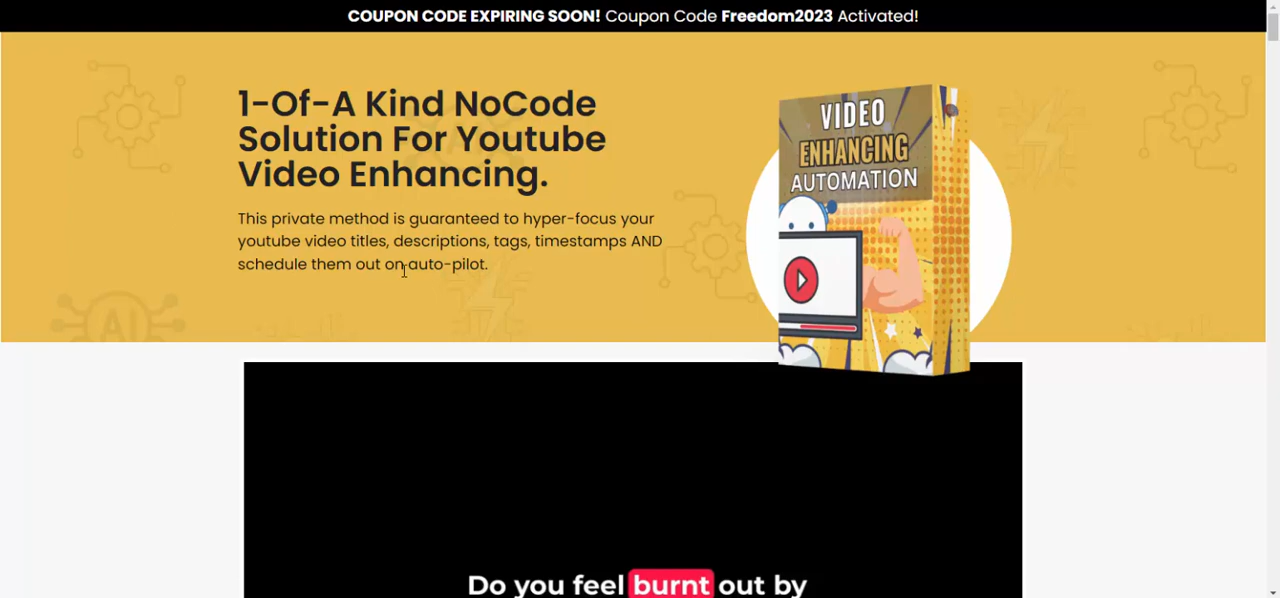 COUPON CODE EXPIRING SOON! Coupon Code Freedom2023 Activated!
1-Of-A Kind NoCode
Solution For Youtube
Video Enhancing.
This private method is guaranteed to hyper-focus your
youtube video titles, descriptions, tags, timestamps AND
schedule them out on auto-pilot.
VIDEO
ENHANCING
AUTOMATION
AI
Do you feel burnt out by